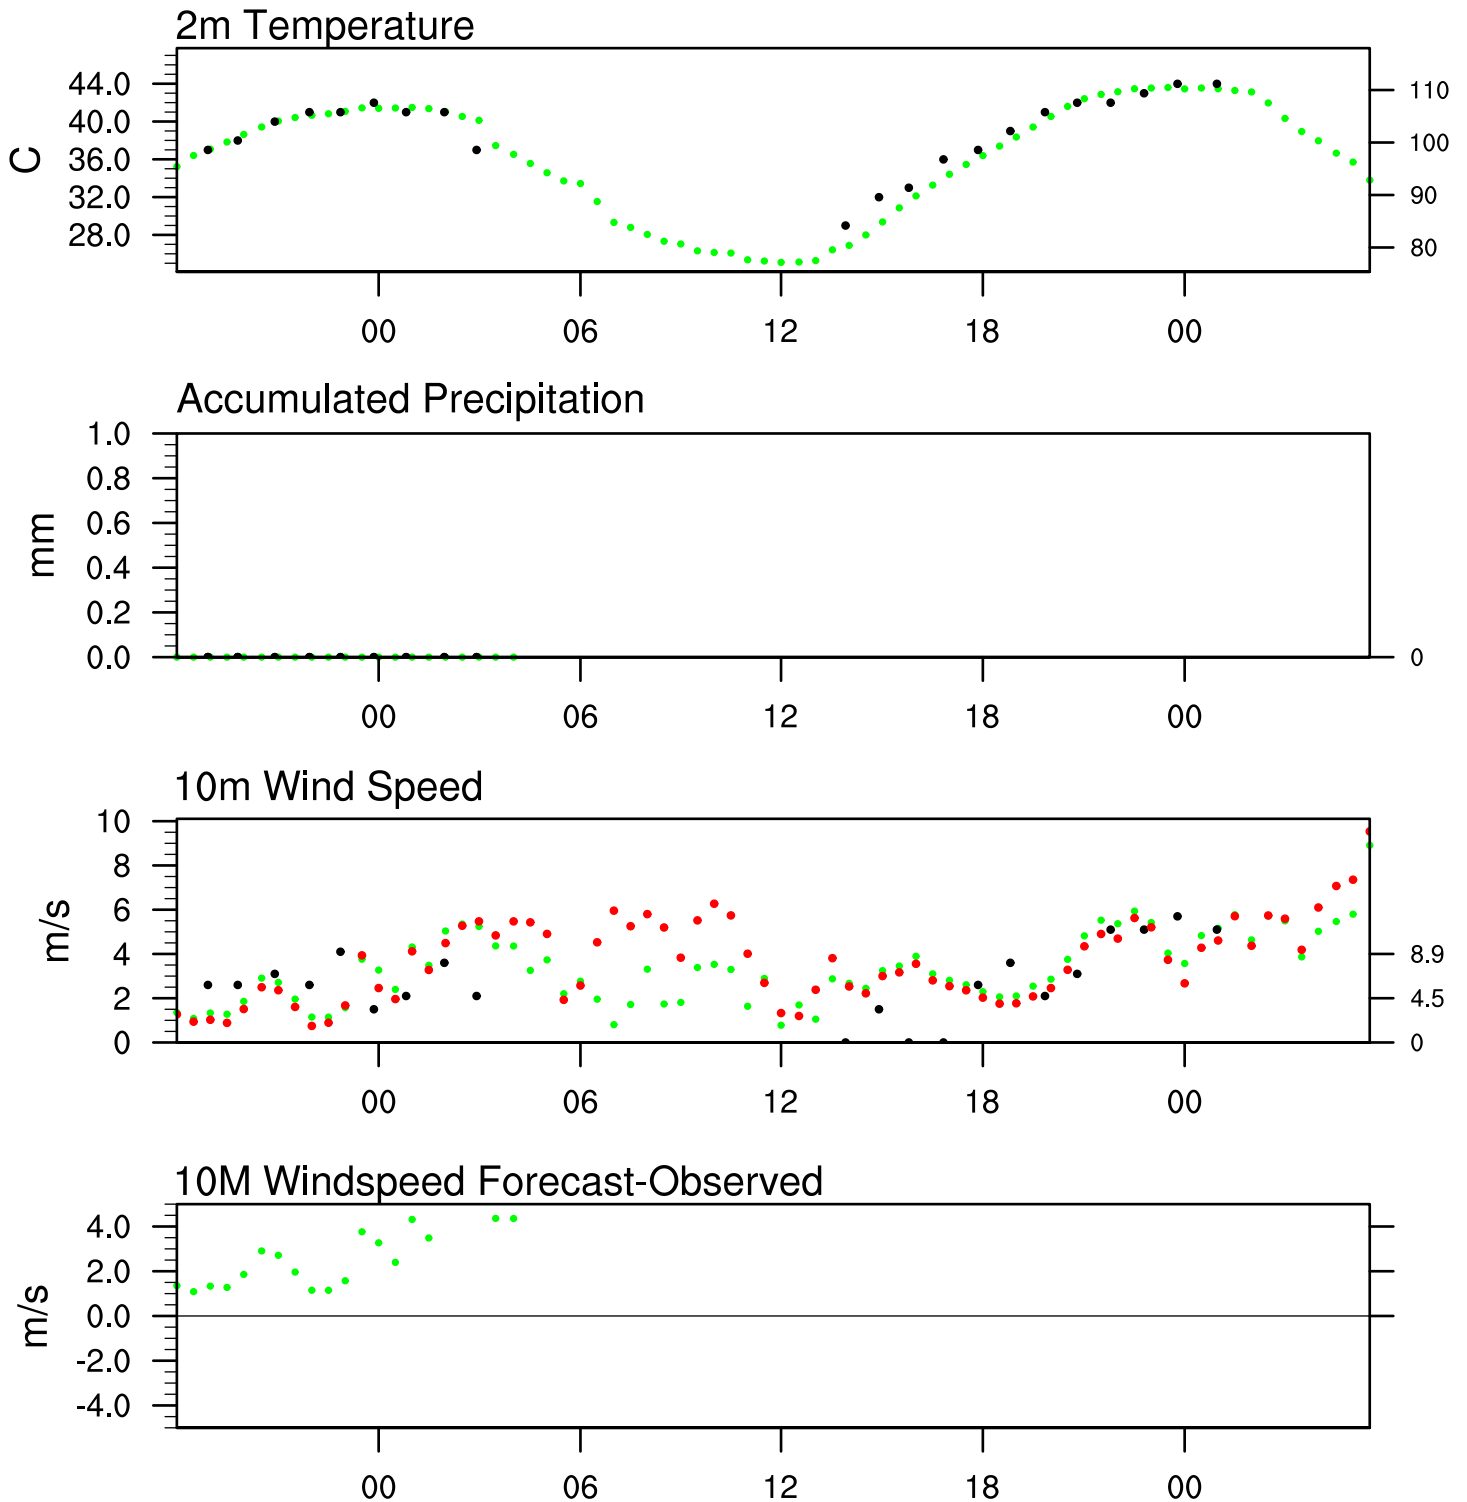 2m Temperature
44.0
40.0
36.0
32.0
28.0
C
110
100
90
80
00 06 12 18 00
Accumulated Precipitation
1.0
0.8
0.6
0.4
0.2
0.0
mm
0
00 06 12 18 00
10m Wind Speed
10
8
6
4
2
0
m/s
8.9
4.5
0
00 06 12 18 00
10M Windspeed Forecast-Observed
4.0
2.0
0.0
-2.0
-4.0
m/s
00 06 12 18 00